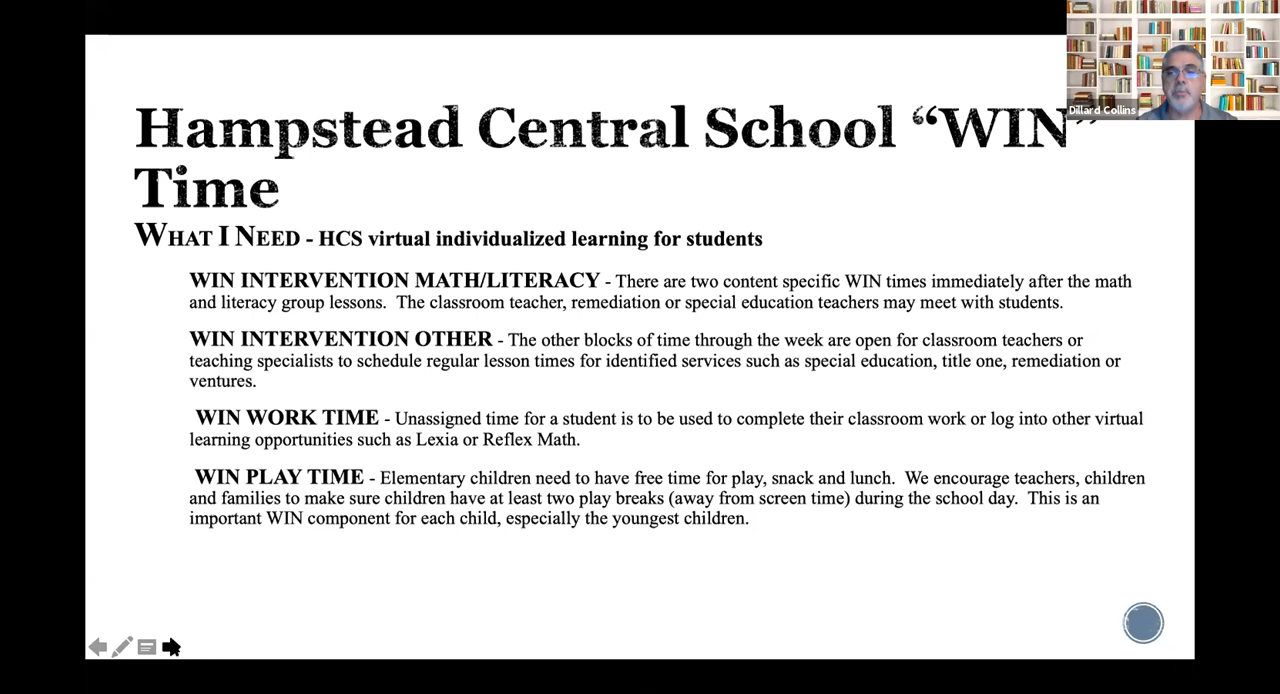 Hampstead Central School “WIN”
Time
WHAT I NEED - HCS virtual individualized learning for students
WIN INTERVENTION MATH/LITERACY - There are two content specific WIN times immediately after the math
and literacy group lessons.  The classroom teacher, remediation or special education teachers may meet with students.
WIN INTERVENTION OTHER - The other blocks of time through the week are open for classroom teachers or
teaching specialists to schedule regular lesson times for identified services such as special education, title one, remediation or
ventures.
WIN WORK TIME - Unassigned time for a student is to be used to complete their classroom work or log into other virtual
learning opportunities such as Lexia or Reflex Math.
WIN PLAY TIME - Elementary children need to have free time for play, snack and lunch.  We encourage teachers, children
and families to make sure children have at least two play breaks (away from screen time) during the school day.  This is an
important WIN component for each child, especially the youngest children.
Dillard Collins